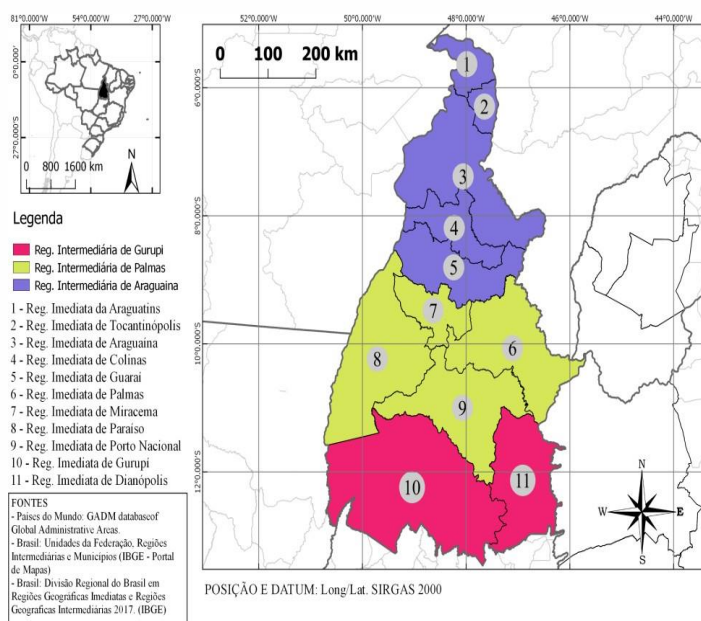 81°0.000'O -54°0.000'O -27°0.000'O
0°0.000'S
27°0.000'S
0 800 1600 km
N
Legenda
Reg. Intermediária de Gurupi
Reg. Intermediária de Palmas
Reg. Intermediária de Araguaina
1 - Reg. Imediata da Araguatins
2 - Reg. Imediata de Tocantinópolis
3 - Reg. Imediata de Araguaina
4 - Reg. Imediata de Colinas
5 - Reg. Imediata de Guaraí
6 - Reg. Imediata de Palmas
7 - Reg. Imediata de Miracema
8 - Reg. Imediata de Paraíso
9 - Reg. Imediata de Porto Nacional
10 - Reg. Imediata de Gurupi
11 - Reg. Imediata de Dianópolis
FONTES
- Paises do Mundo: GADM databaseof
Global Administrative Areas.
- Brasil: Unidades da Federação, Regiões
Intermediárias e Municipios (IBGE - Portal
de Mapas)
- Brasil: Divisão Regional do Brasil em
Regiões Geográficas Imediatas e Regiões
Geograficas Intermediárias 2017. (IBGE)
52°0.000'O 50°0.000'O 48°0.000'O 46°0.000'O 44°0.000'O
0 100 200 km
6°0.000'S
8°0.000'S
10°0.000'S
12°0.000'S
1
2
3
4
5
7
6
8
9
10
11
N
W E
S
POSIÇÃO E DATUM: Long/Lat. SIRGAS 2000